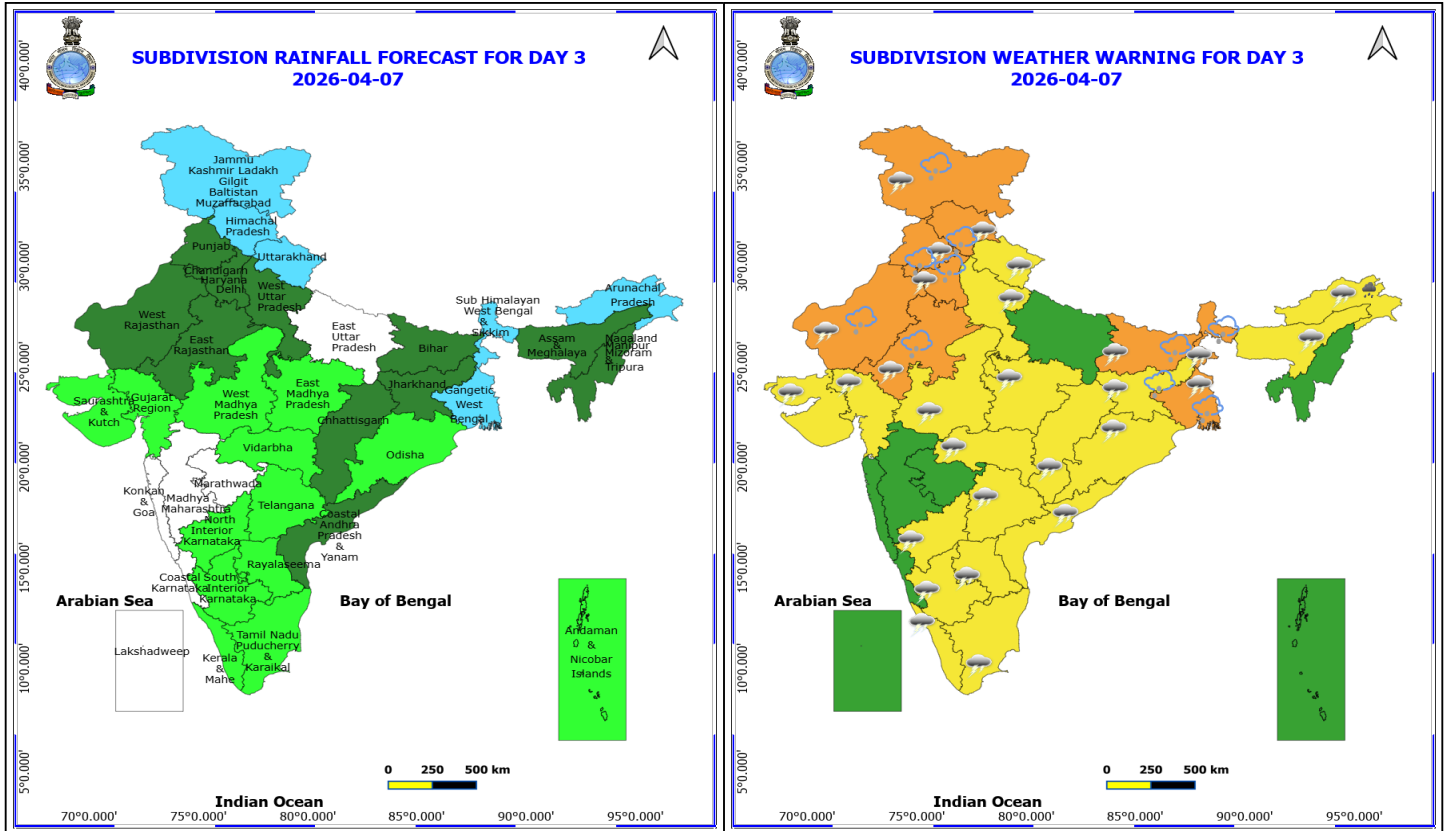 SUBDIVISION RAINFALL FORECAST FOR DAY 3
2026-04-07
40°0.000'
35°0.000'
30°0.000'
25°0.000'
20°0.000'
15°0.000'
10°0.000'
5°0.000'
Jammu
Kashmir Ladakh
Gilgit
Baltistan
Muzaffarabad
Himachal
Pradesh
Punjab
Uttarakhand
Chandigarh
Haryana
Delhi
West
Uttar
Pradesh
West
Rajasthan
East
Rajasthan
East
Uttar
Pradesh
Bihar
Sub Himalayan
West Bengal
&
Sikkim
Arunachal
Pradesh
Assam
&
Meghalaya
Nagaland
Manipur
Mizoram
&
Tripura
Jharkhand
Gangetic
West
Bengal
Saurashtra
&
Kutch
Gujarat
Region
West
Madhya
Pradesh
East
Madhya
Pradesh
Chhattisgarh
Vidarbha
Odisha
Konkan
&
Goa
Madhya
Maharashtra
Marathwada
Telangana
North
Interior
Karnataka
Coastal
Andhra
Pradesh
&
Yanam
Rayalaseema
Coastal
Karnataka
South
Interior
Karnataka
Tamil Nadu
Puducherry
&
Karaikal
Kerala
&
Mahe
Lakshadweep
Andaman
&
Nicobar
Islands
Arabian Sea
Bay of Bengal
Indian Ocean
0 250 500 km
70°0.000' 75°0.000' 80°0.000' 85°0.000' 90°0.000' 95°0.000'
SUBDIVISION WEATHER WARNING FOR DAY 3
2026-04-07
40°0.000'
35°0.000'
30°0.000'
25°0.000'
20°0.000'
15°0.000'
10°0.000'
5°0.000'
Arabian Sea
Bay of Bengal
Indian Ocean
0 250 500 km
70°0.000' 75°0.000' 80°0.000' 85°0.000' 90°0.000' 95°0.000'